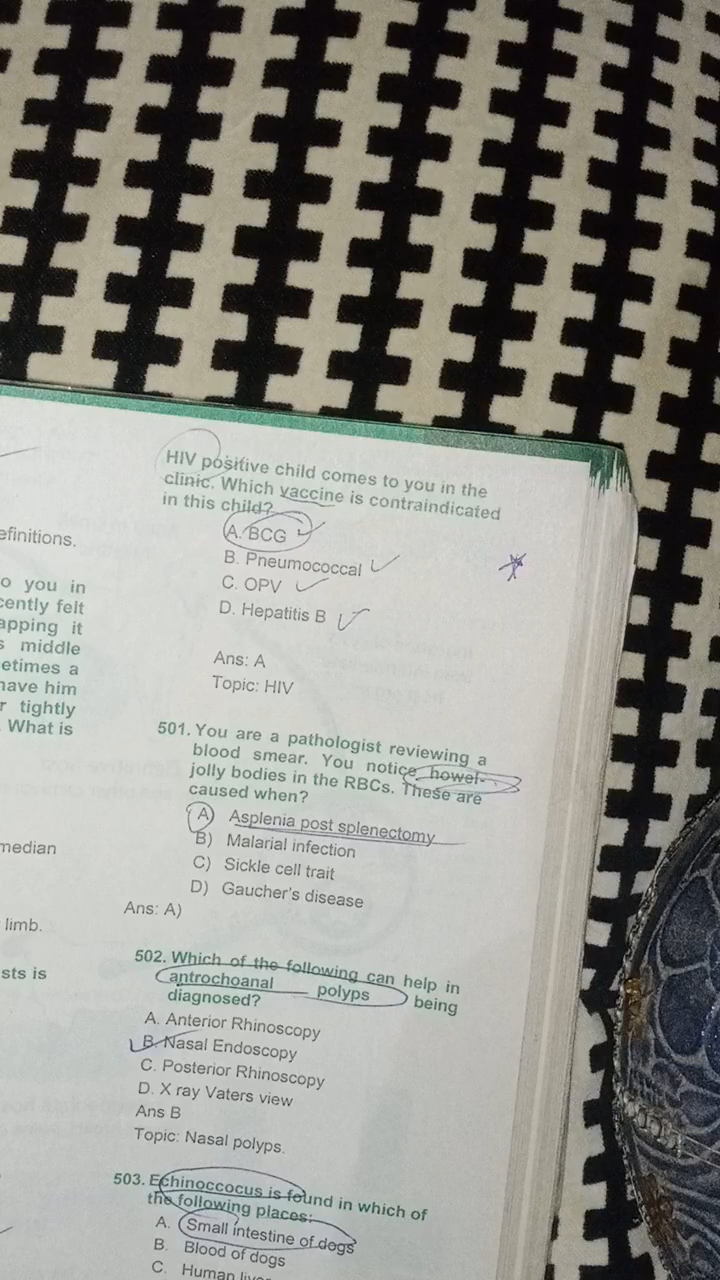 efinitions.
o you in
cently felt
apping it
s middle
etimes a
have him
r tightly
. What is
median
limb.
sts is
HIV positive child comes to you in the
clinic. Which vaccine is contraindicated
in this child?
A. BCG
B. Pneumococcal
C. OPV
D. Hepatitis B
Ans: A
Topic: HIV
501. You are a pathologist reviewing a
blood smear. You notice howel-
jolly bodies in the RBCs. These are
caused when?
A) Asplenia post splenectomy
B) Malarial infection
C) Sickle cell trait
D) Gaucher's disease
Ans: A)
502. Which of the following can help in
antrochoanal polyps being
diagnosed?
A. Anterior Rhinoscopy
B. Nasal Endoscopy
C. Posterior Rhinoscopy
D. X ray Vaters view
Ans B
Topic: Nasal polyps.
503. Echinoccocus is found in which of
the following places:
A. Small intestine of dogs
B. Blood of dogs
C. Human